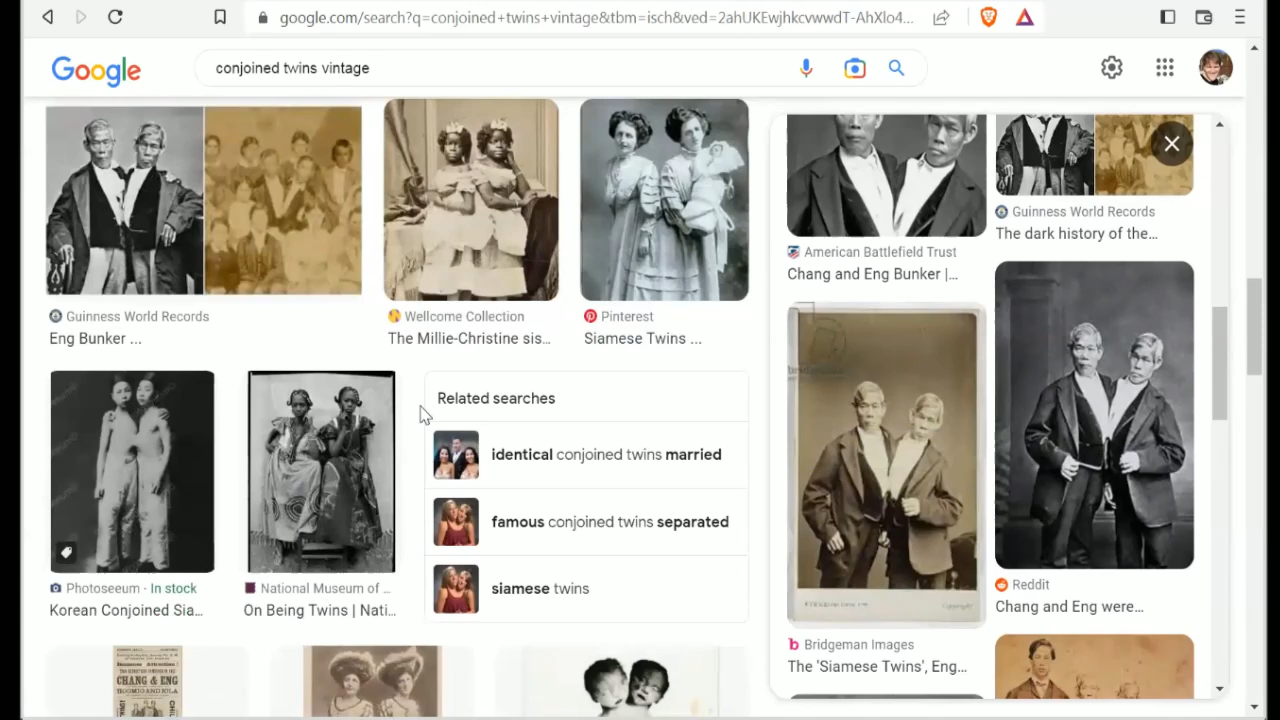 google.com/search?q=conjoined+twins+vintage&tbm=isch&ved=2ahUKEwjhkcvwwdT-AhXlo4...
Google
conjoined twins vintage
Guinness World Records
Eng Bunker ...
Wellcome Collection
The Millie-Christine sis...
Pinterest
Siamese Twins ...
Photoseeum · In stock
Korean Conjoined Sia...
National Museum of ...
On Being Twins | Nati...
Related searches
identical conjoined twins married
famous conjoined twins separated
siamese twins
CHANG & ENG
American Battlefield Trust
Chang and Eng Bunker |...
Guinness World Records
The dark history of the...
Bridgeman Images
The 'Siamese Twins', Eng...
Reddit
Chang and Eng were...